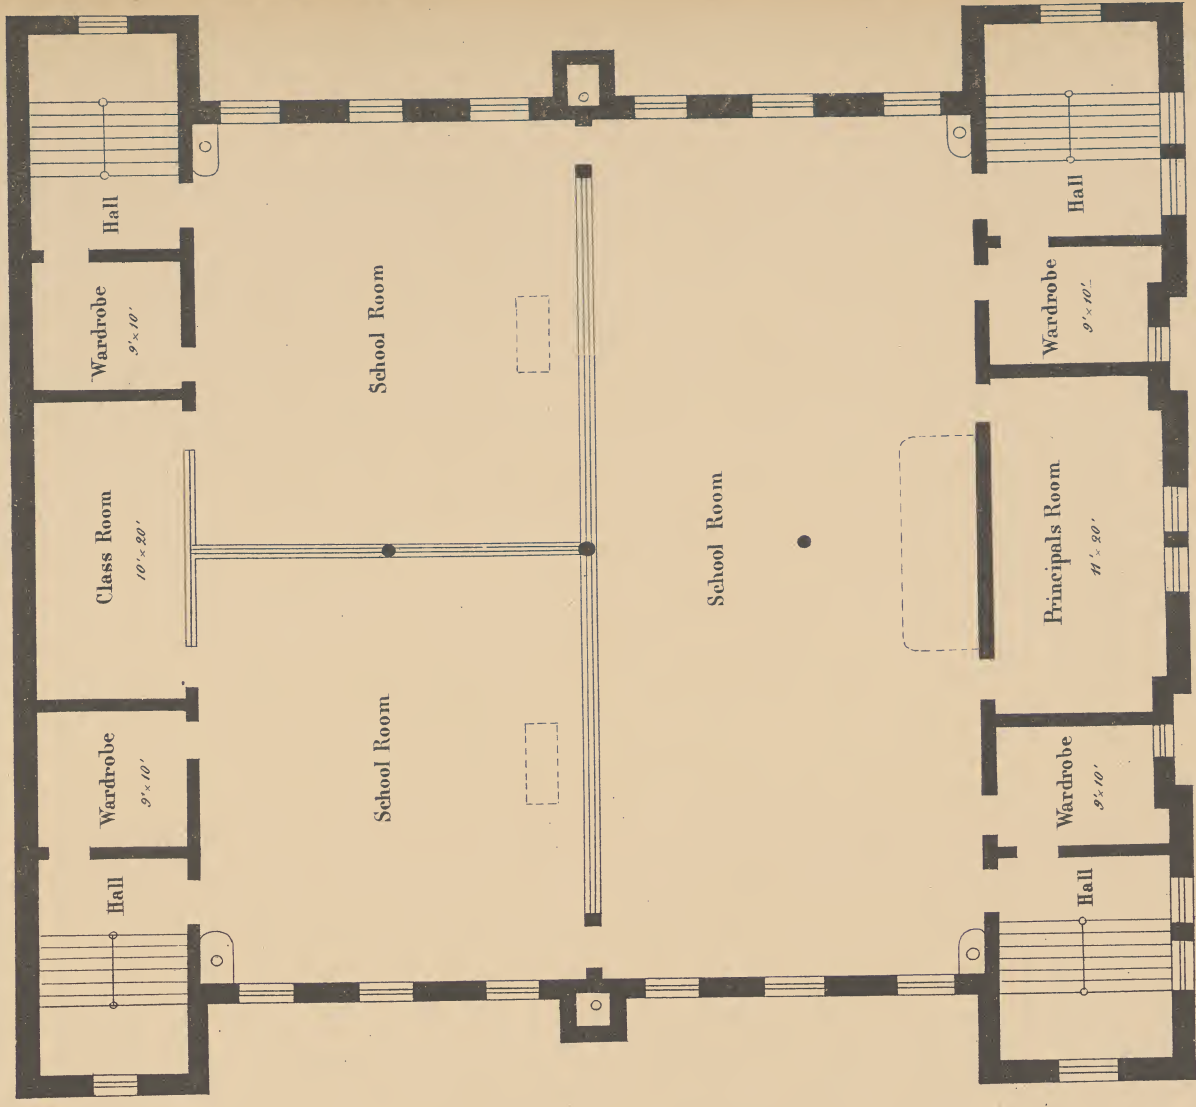 Hall
Wardrobe
9' × 10'
Class Room
10' × 20'
Wardrobe
9' × 10'
Hall
School Room
School Room
School Room
Hall
Wardrobe
9' × 10'
Principals Room
11' × 20'
Wardrobe
9' × 10'
Hall